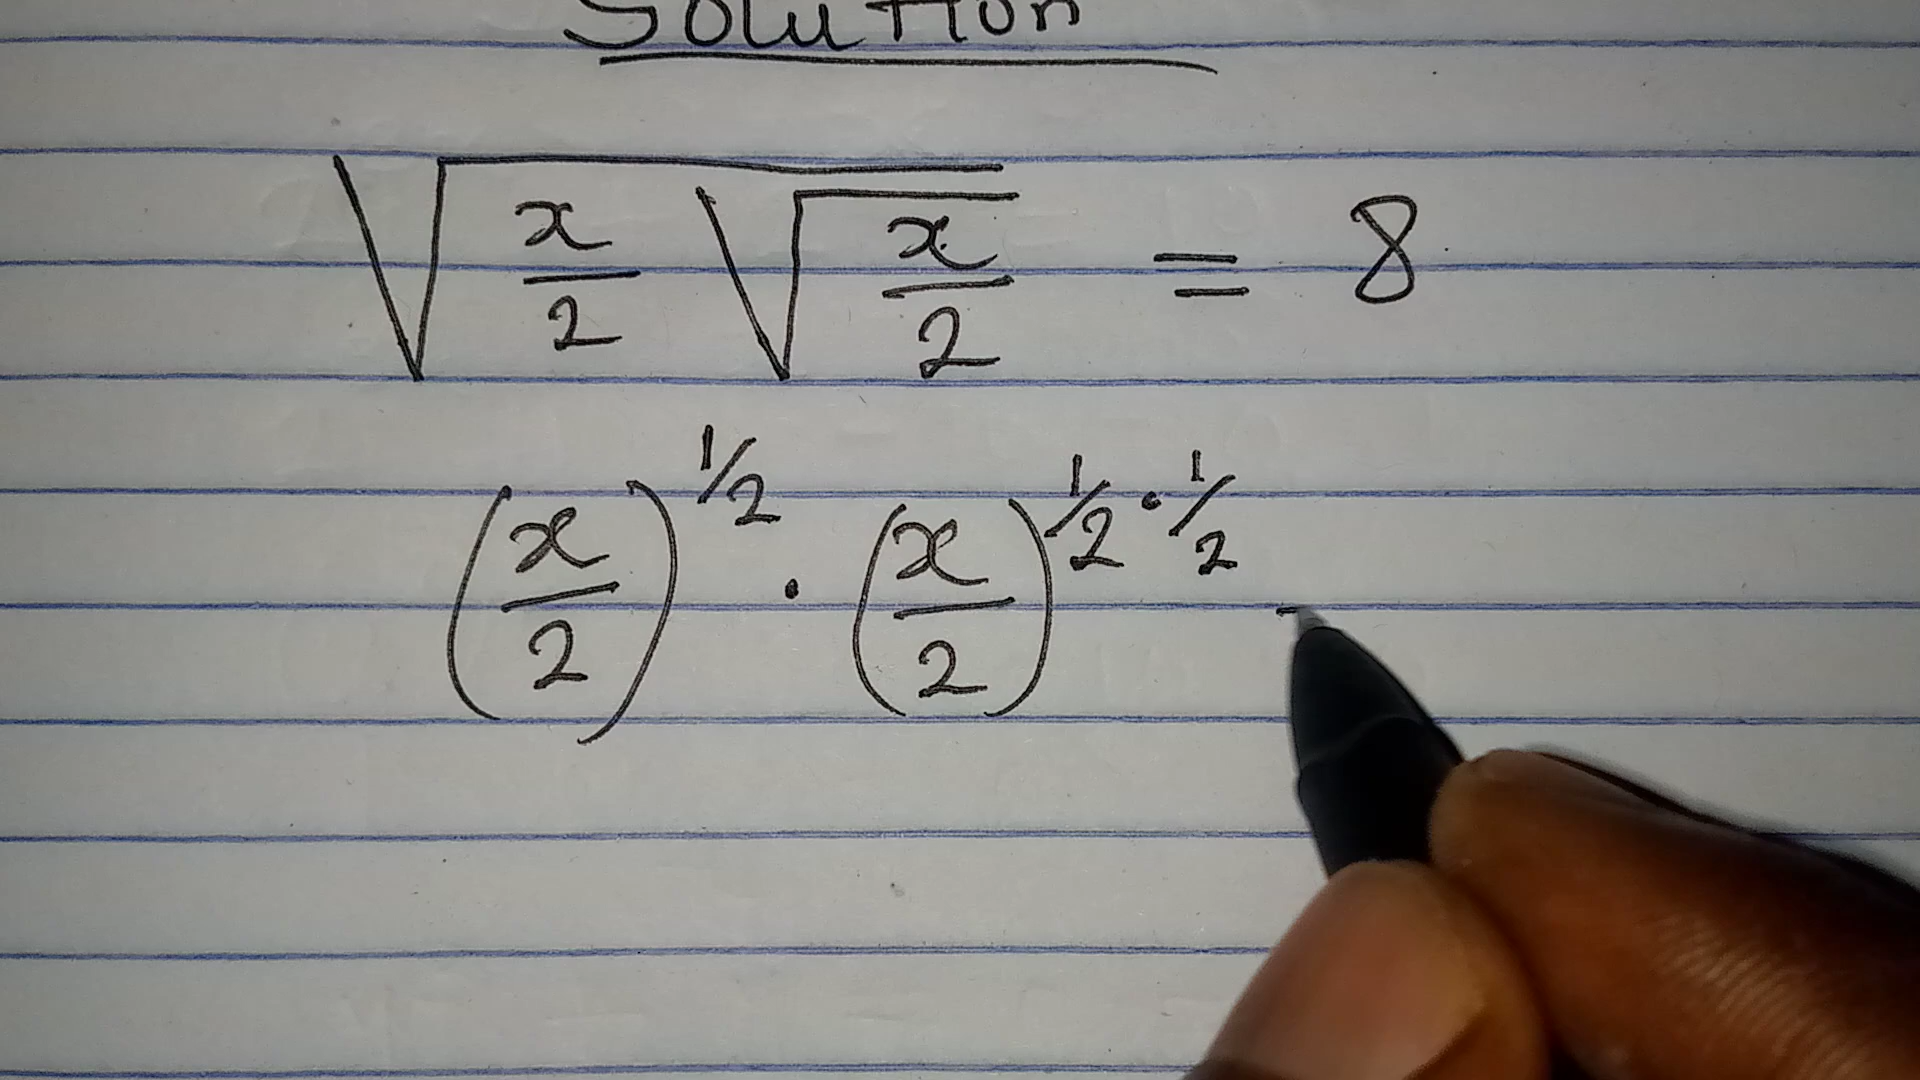 Solution
√(x/2 √(x/2)) = 8
(x/2)^(1/2) · (x/2)^(1/2 · 1/2)